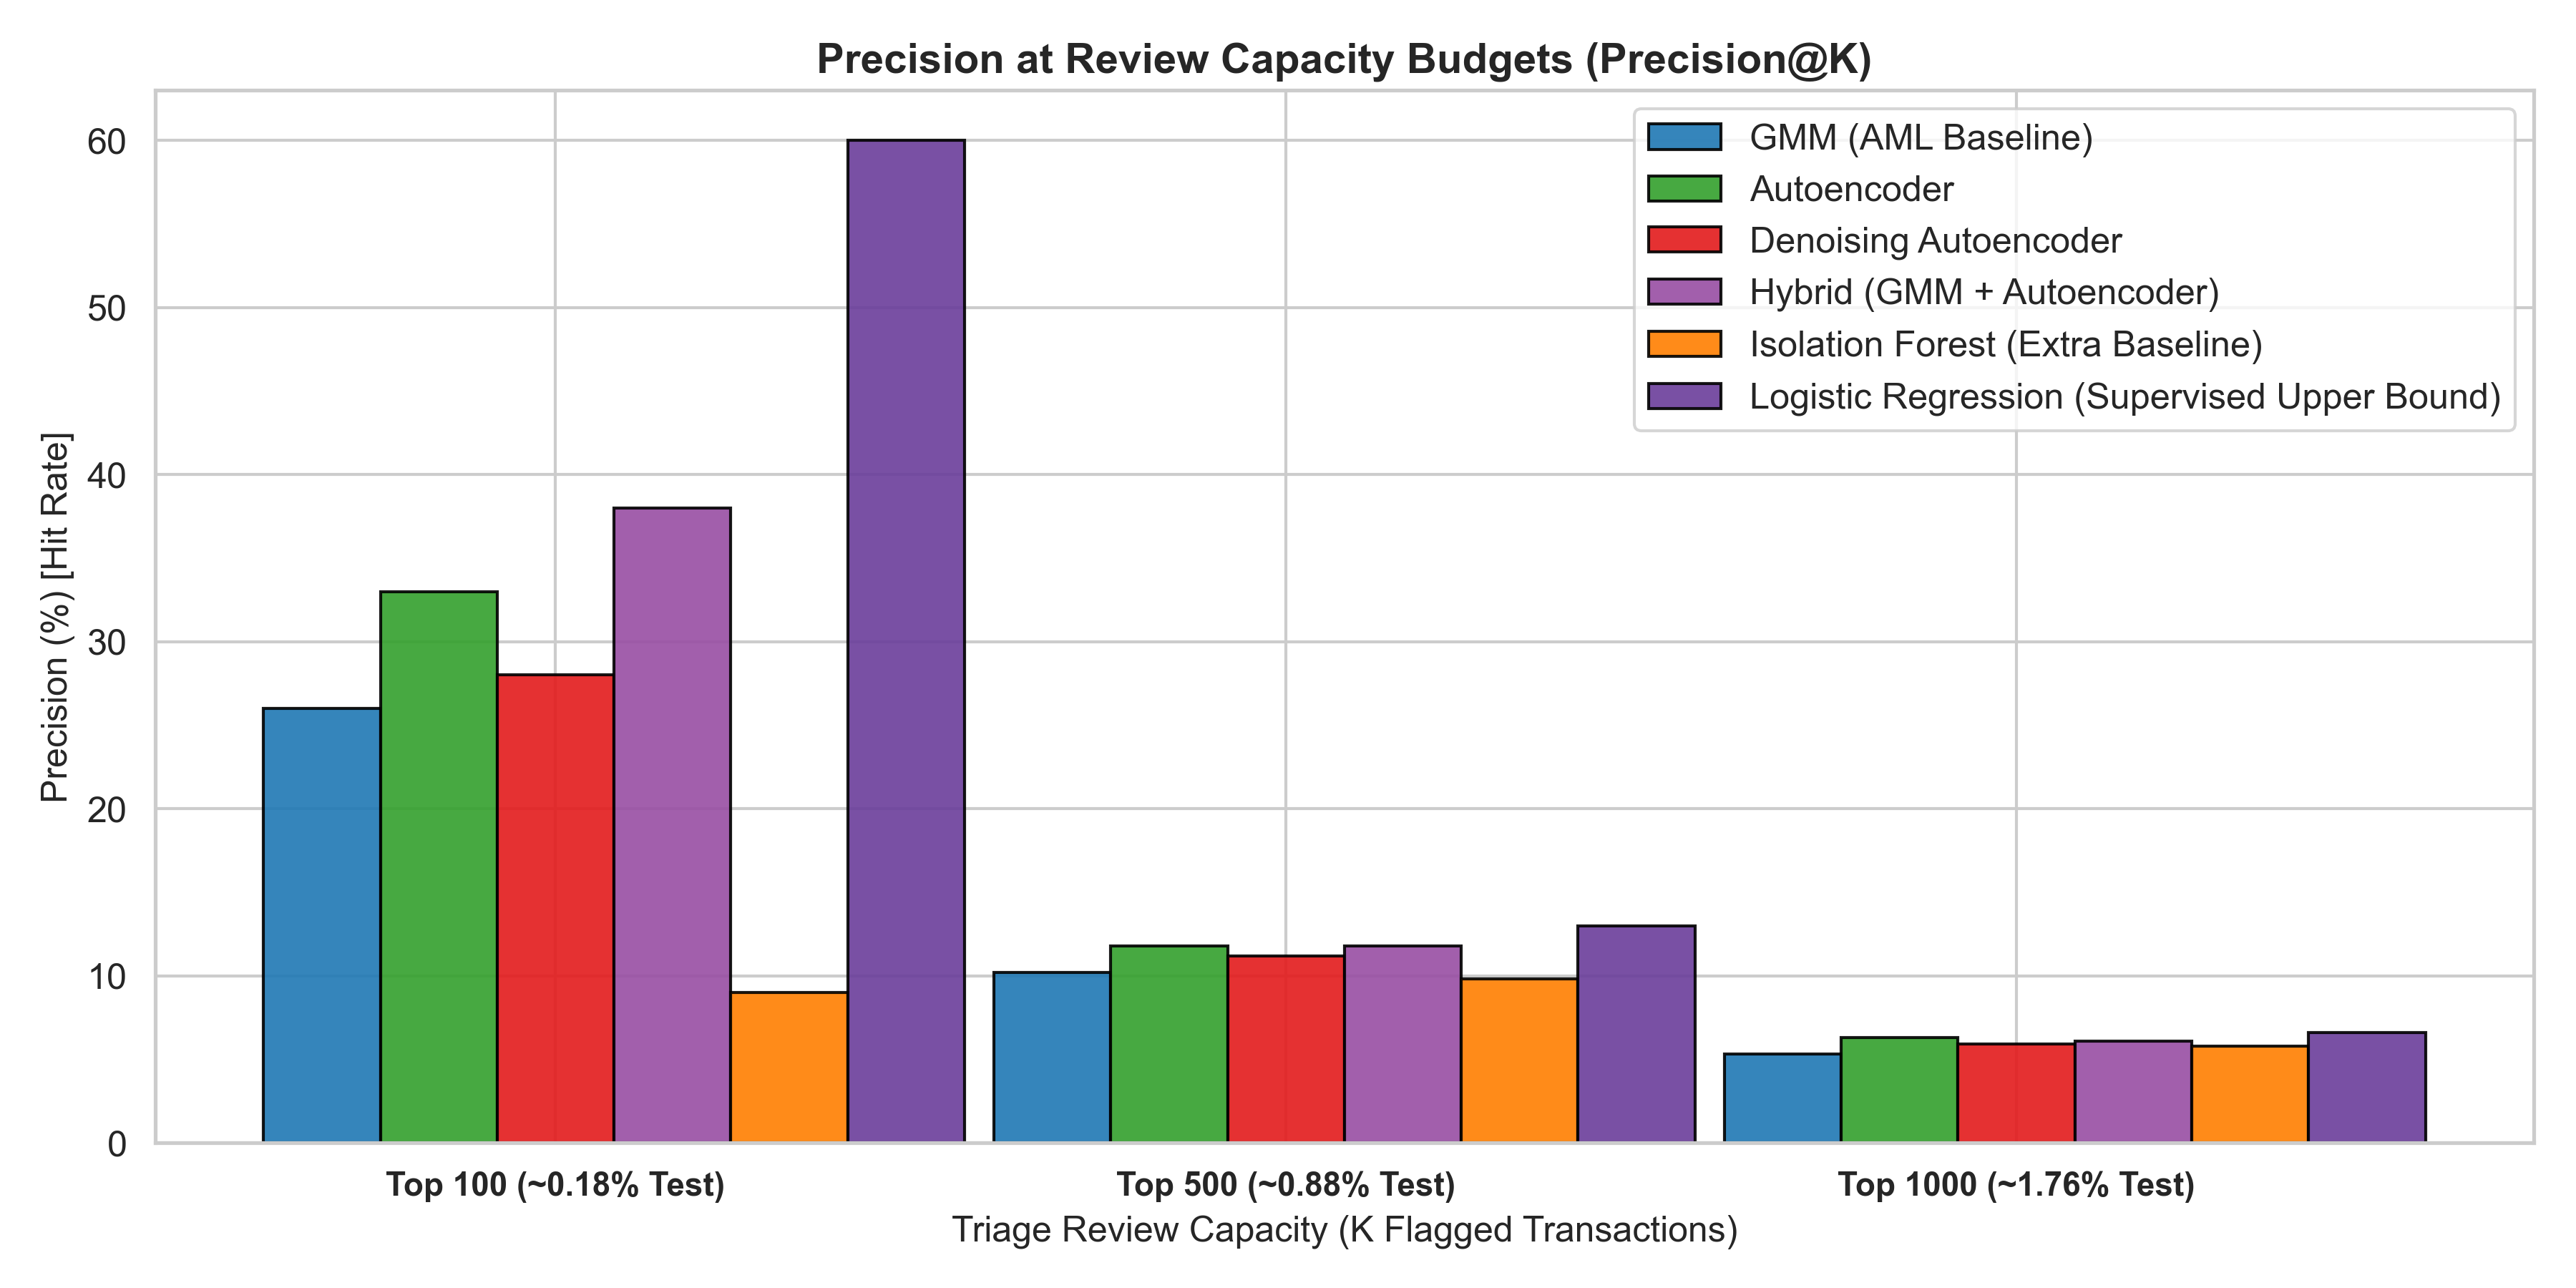 Precision at Review Capacity Budgets (Precision@K)
GMM (AML Baseline)
Autoencoder
Denoising Autoencoder
Hybrid (GMM + Autoencoder)
Isolation Forest (Extra Baseline)
Logistic Regression (Supervised Upper Bound)
Precision (%) [Hit Rate]
60
50
40
30
20
10
0
Top 100 (~0.18% Test)
Top 500 (~0.88% Test)
Top 1000 (~1.76% Test)
Triage Review Capacity (K Flagged Transactions)